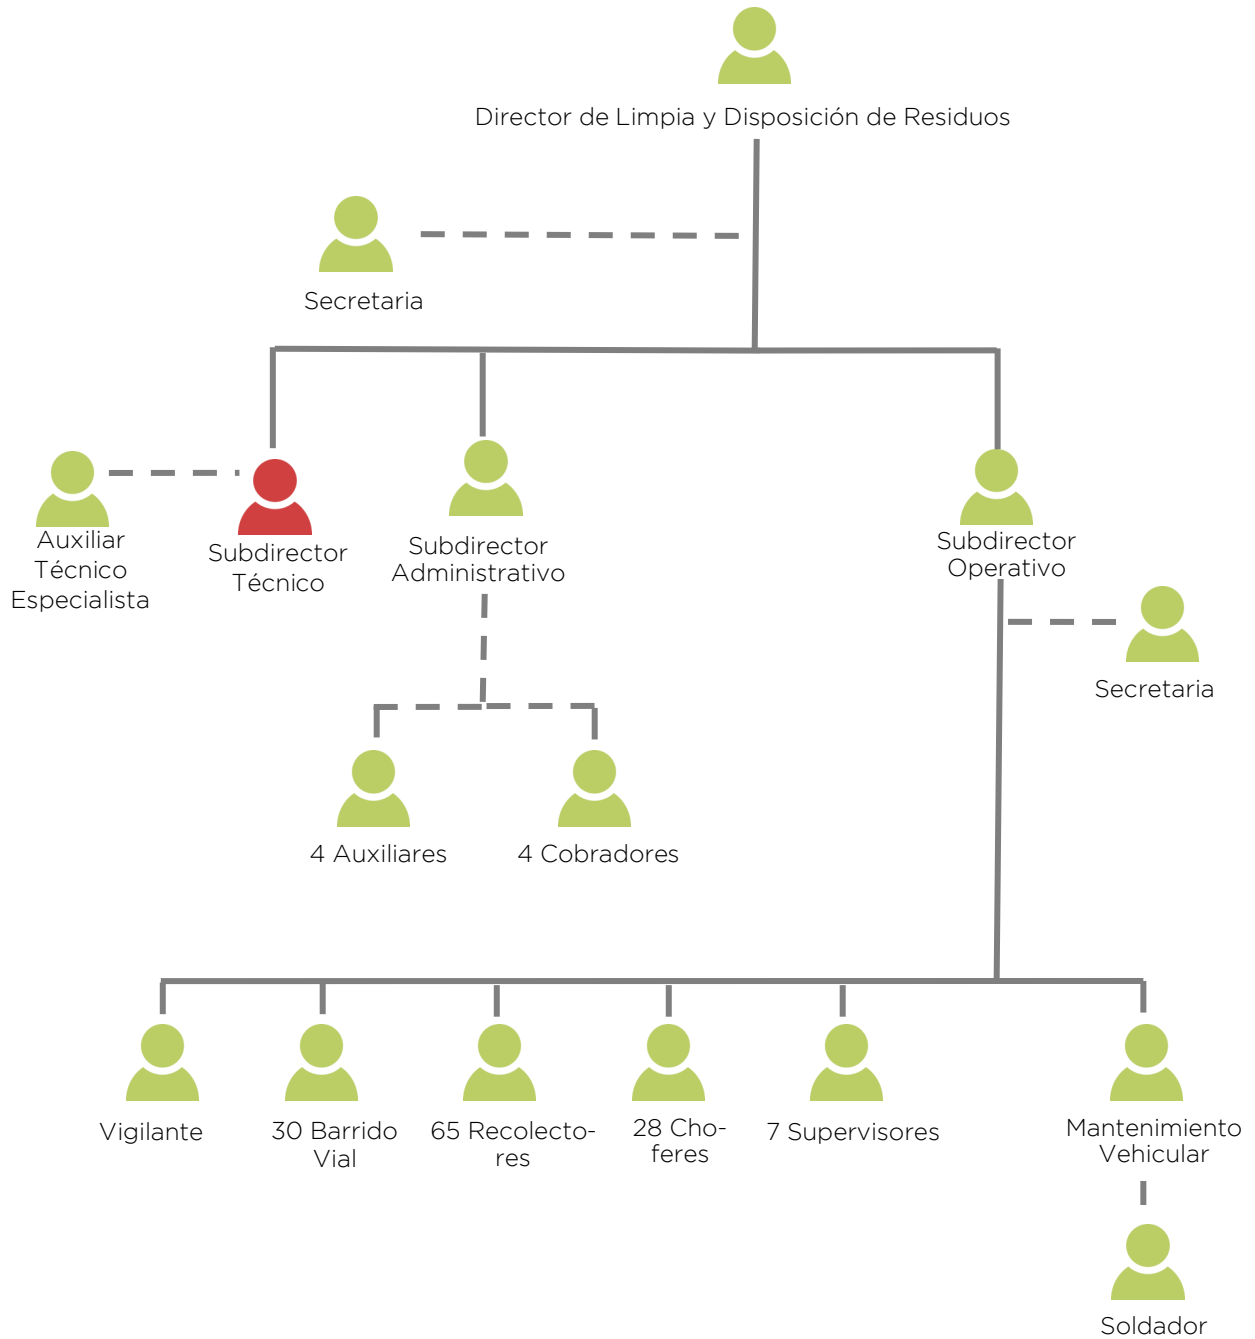 Director de Limpia y Disposición de Residuos
Secretaria
Auxiliar
Técnico
Especialista
Subdirector
Técnico
Subdirector
Administrativo
Subdirector
Operativo
Secretaria
4 Auxiliares
4 Cobradores
Vigilante
30 Barrido
Vial
65 Recolecto-
res
28 Cho-
feres
7 Supervisores
Mantenimiento
Vehicular
Soldador